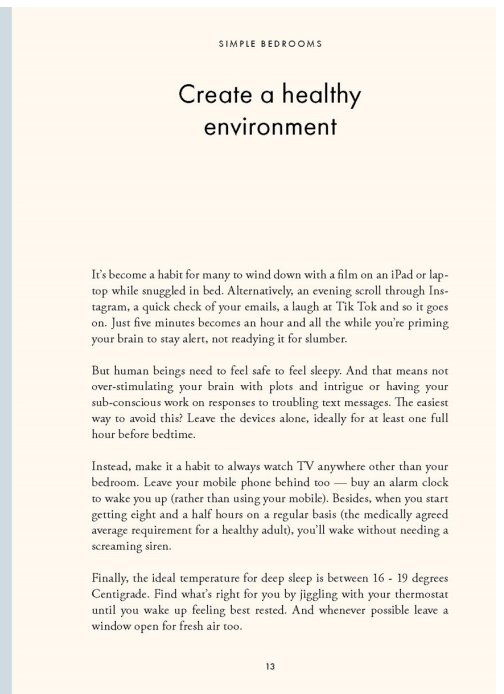 SIMPLE BEDROOMS
Create a healthy
environment
It's become a habit for many to wind down with a film on an iPad or lap-
top while snuggled in bed. Alternatively, an evening scroll through Ins-
tagram, a quick check of your emails, a laugh at Tik Tok and so it goes
on. Just five minutes becomes an hour and all the while you're priming
your brain to stay alert, not readying it for slumber.
But human beings need to feel safe to feel sleepy. And that means not
over-stimulating your brain with plots and intrigue or having your
sub-conscious work on responses to troubling text messages. The easiest
way to avoid this? Leave the devices alone, ideally for at least one full
hour before bedtime.
Instead, make it a habit to always watch TV anywhere other than your
bedroom. Leave your mobile phone behind too — buy an alarm clock
to wake you up (rather than using your mobile). Besides, when you start
getting eight and a half hours on a regular basis (the medically agreed
average requirement for a healthy adult), you'll wake without needing a
screaming siren.
Finally, the ideal temperature for deep sleep is between 16 - 19 degrees
Centigrade. Find what's right for you by jiggling with your thermostat
until you wake up feeling best rested. And whenever possible leave a
window open for fresh air too.
13